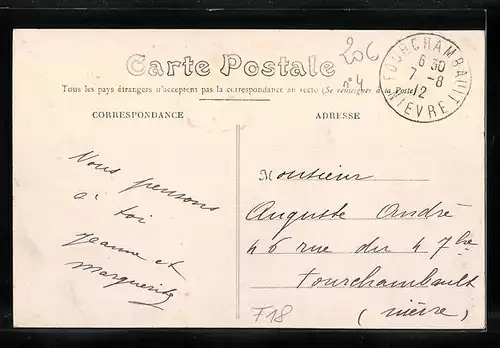 20c
n°4
FOURCHAMBAULT
6 30
7 - 8
12
NIEVRE
Carte Postale
Tous les pays étrangers n'acceptent pas la correspondance au recto (Se renseigner à la Poste)
CORRESPONDANCE
ADRESSE
Nous pensons
a' toi
Jeanne et
Marguerite
Monsieur
Auguste André
46 rue du 4 7bre
Fourchambault
(nièvre)
F18